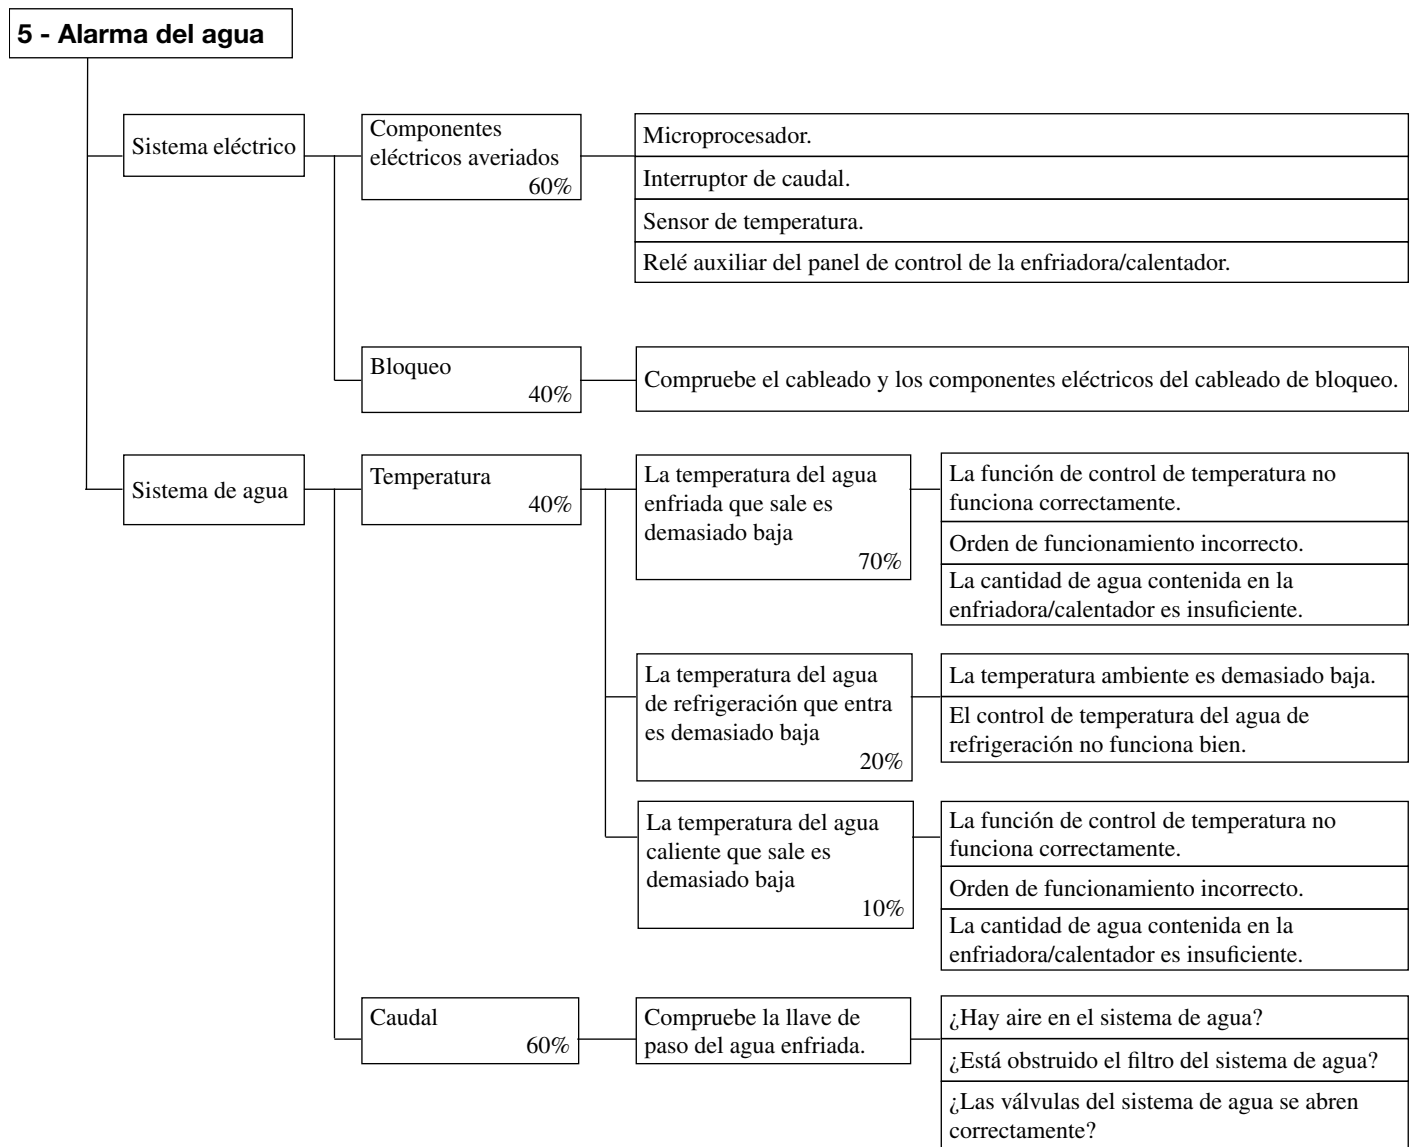 5 - Alarma del agua
Sistema eléctrico
Componentes
eléctricos averiados
60%
Microprocesador.
Interruptor de caudal.
Sensor de temperatura.
Relé auxiliar del panel de control de la enfriadora/calentador.
Bloqueo
40%
Compruebe el cableado y los componentes eléctricos del cableado de bloqueo.
Sistema de agua
Temperatura
40%
La temperatura del agua
enfriada que sale es
demasiado baja
70%
La función de control de temperatura no
funciona correctamente.
Orden de funcionamiento incorrecto.
La cantidad de agua contenida en la
enfriadora/calentador es insuficiente.
La temperatura del agua
de refrigeración que entra
es demasiado baja
20%
La temperatura ambiente es demasiado baja.
El control de temperatura del agua de
refrigeración no funciona bien.
La temperatura del agua
caliente que sale es
demasiado baja
10%
La función de control de temperatura no
funciona correctamente.
Orden de funcionamiento incorrecto.
La cantidad de agua contenida en la
enfriadora/calentador es insuficiente.
Caudal
60%
Compruebe la llave de
paso del agua enfriada.
¿Hay aire en el sistema de agua?
¿Está obstruido el filtro del sistema de agua?
¿Las válvulas del sistema de agua se abren
correctamente?